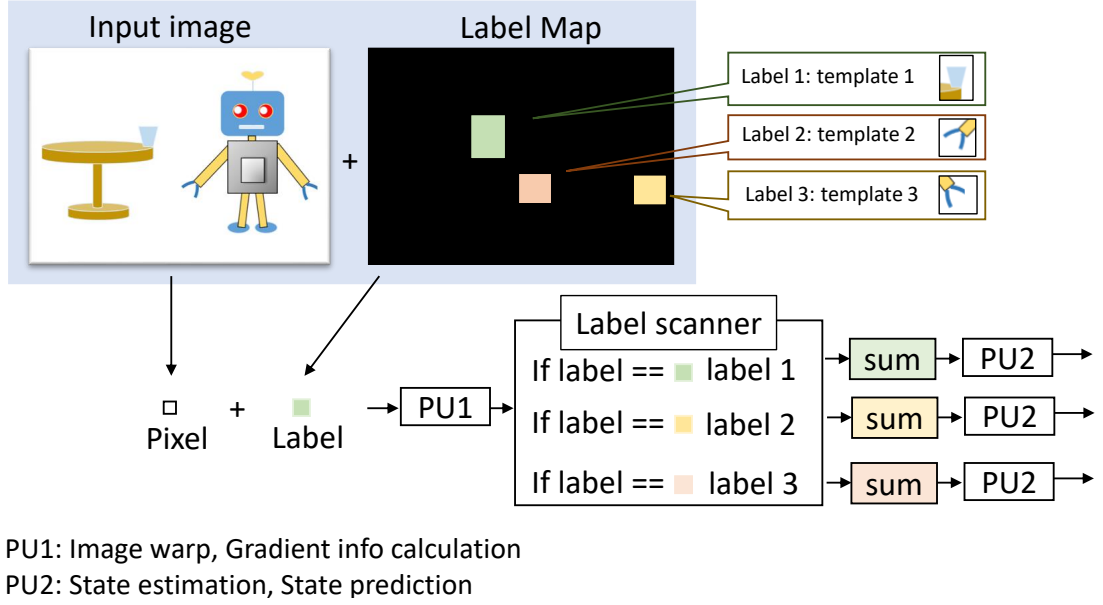 Input image
Label Map
Label 1: template 1
Label 2: template 2
Label 3: template 3
+
Label scanner
If label == label 1
sum
PU2
Pixel
+
Label
PU1
If label == label 2
sum
PU2
If label == label 3
sum
PU2
PU1: Image warp, Gradient info calculation
PU2: State estimation, State prediction